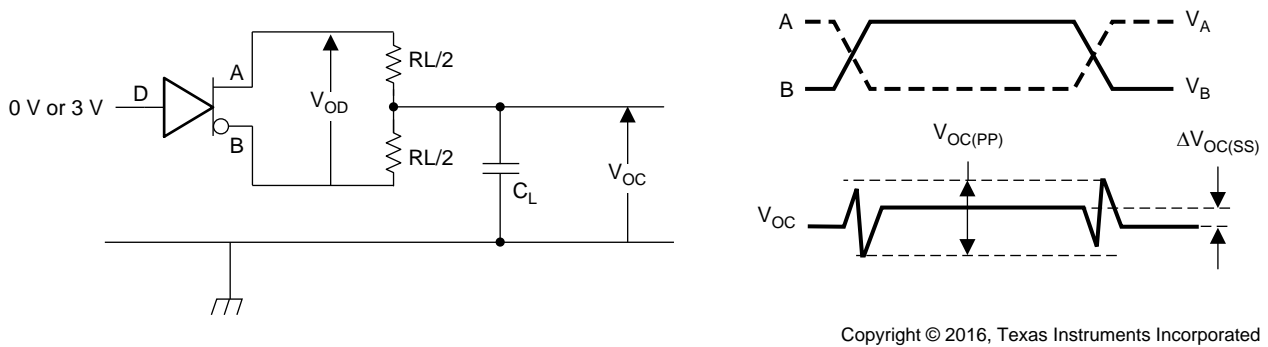 0 V or 3 V
D
A
B
V_OD
RL/2
RL/2
C_L
V_OC
A
V_A
B
V_B
V_OC(PP)
ΔV_OC(SS)
V_OC
Copyright © 2016, Texas Instruments Incorporated